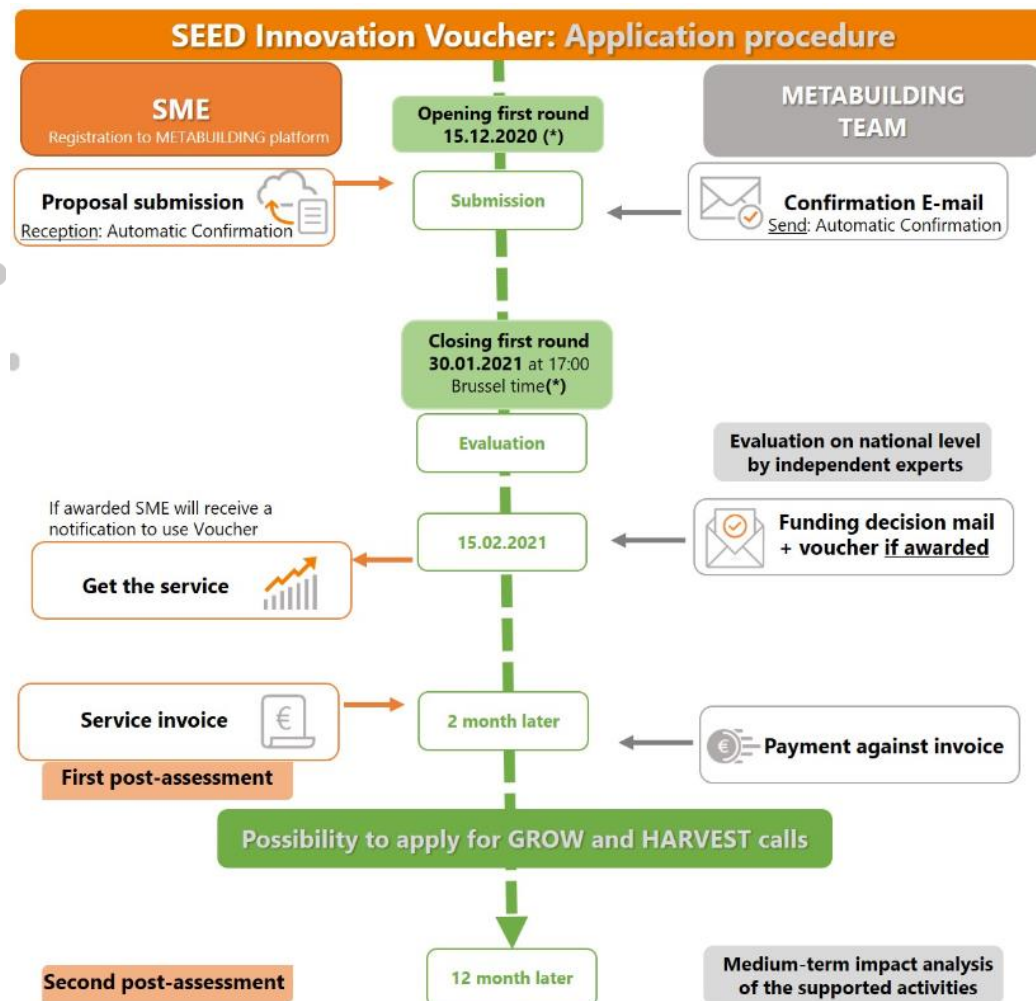 SEED Innovation Voucher: Application procedure
SME
Registration to METABUILDING platform
Opening first round
15.12.2020 (*)
METABUILDING
TEAM
Proposal submission
Reception: Automatic Confirmation
Submission
Confirmation E-mail
Send: Automatic Confirmation
Closing first round
30.01.2021 at 17:00
Brussel time(*)
Evaluation
Evaluation on national level
by independent experts
If awarded SME will receive a
notification to use Voucher
Get the service
15.02.2021
Funding decision mail
+ voucher if awarded
Service invoice
€
2 month later
€
Payment against invoice
First post-assessment
Possibility to apply for GROW and HARVEST calls
Second post-assessment
12 month later
Medium-term impact analysis
of the supported activities